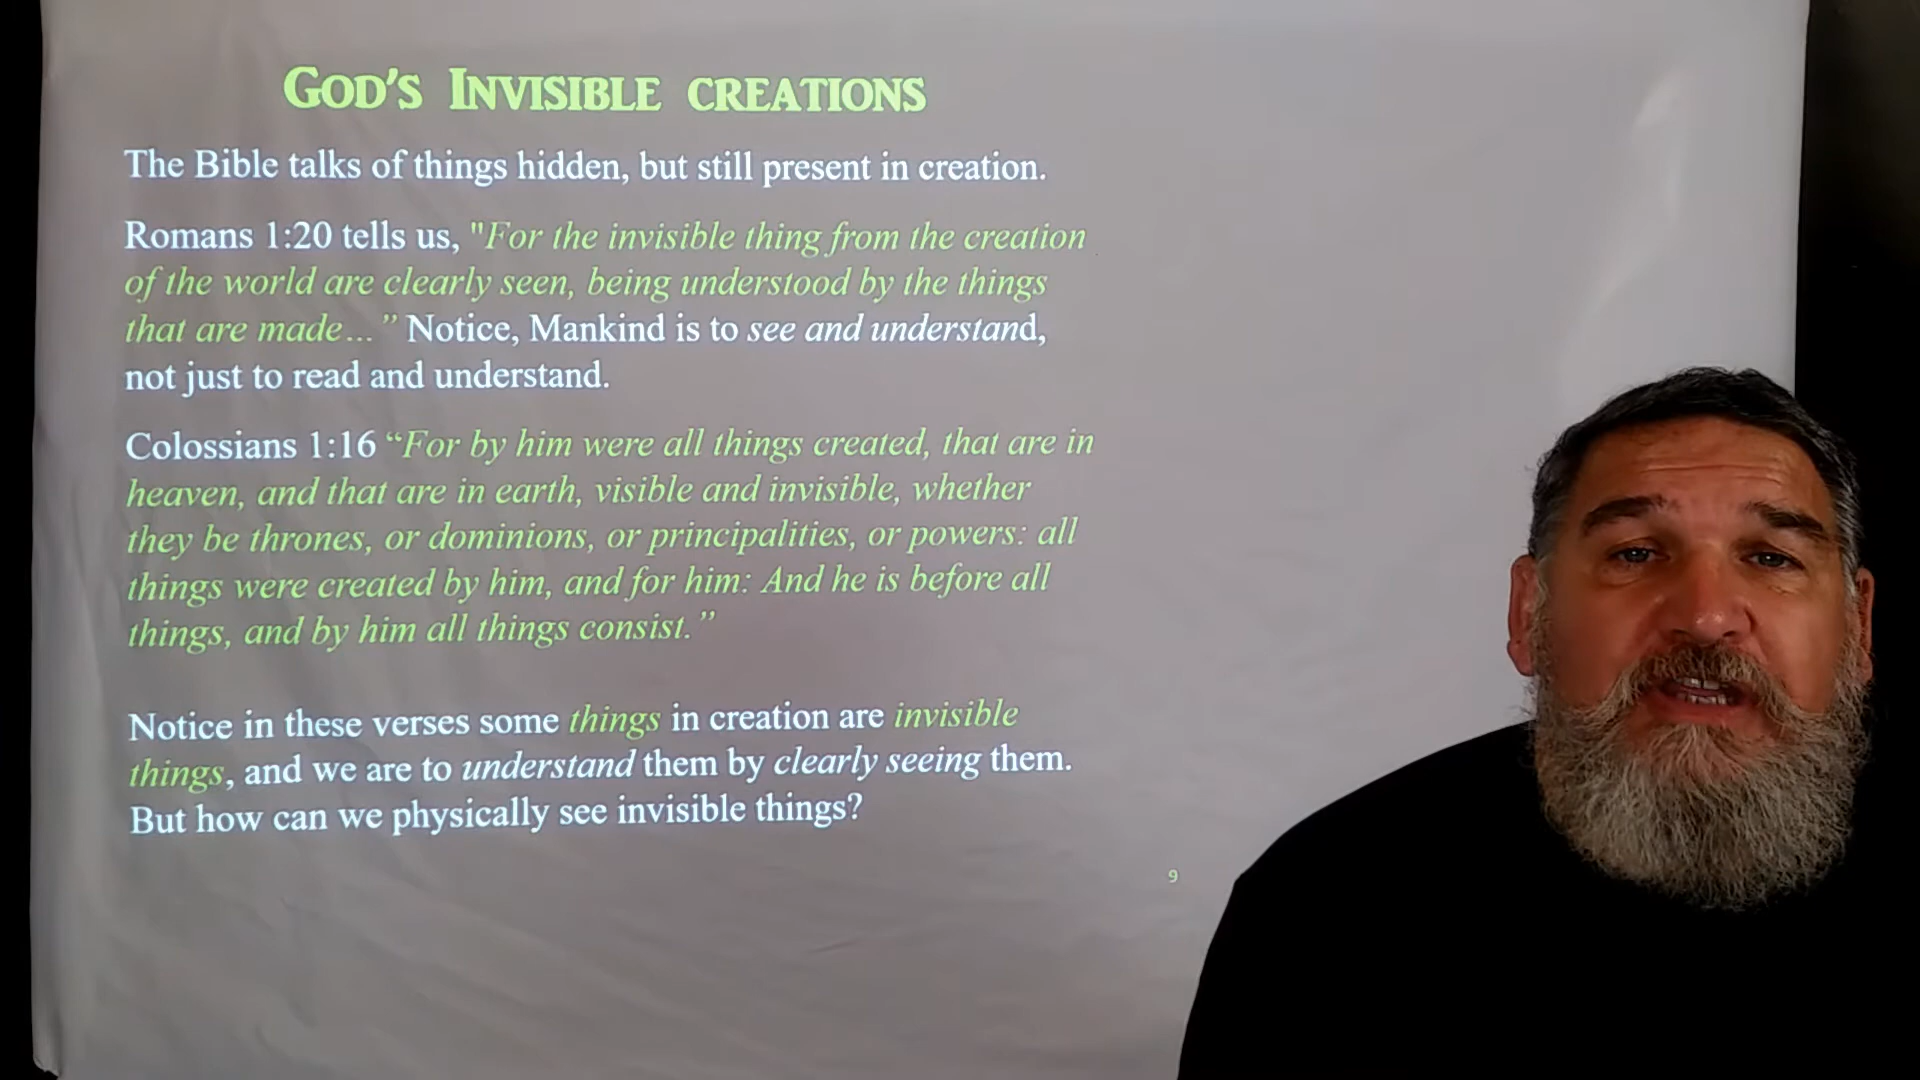 GOD'S INVISIBLE CREATIONS
The Bible talks of things hidden, but still present in creation.
Romans 1:20 tells us, "For the invisible thing from the creation
of the world are clearly seen, being understood by the things
that are made…” Notice, Mankind is to see and understand,
not just to read and understand.
Colossians 1:16 “For by him were all things created, that are in
heaven, and that are in earth, visible and invisible, whether
they be thrones, or dominions, or principalities, or powers: all
things were created by him, and for him: And he is before all
things, and by him all things consist.”
Notice in these verses some things in creation are invisible
things, and we are to understand them by clearly seeing them.
But how can we physically see invisible things?
9